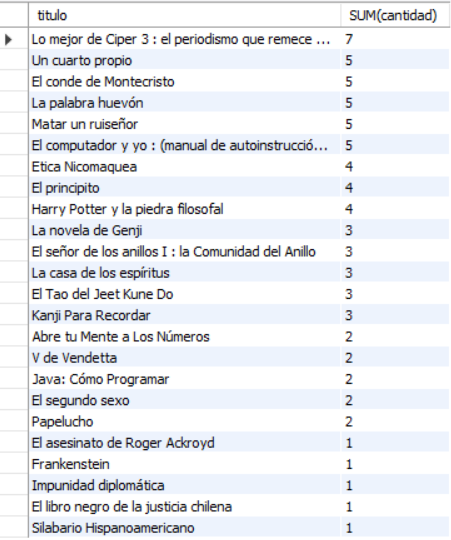 titulo SUM(cantidad)
Lo mejor de Ciper 3 : el periodismo que remece ... 7
Un cuarto propio 5
El conde de Montecristo 5
La palabra huevón 5
Matar un ruiseñor 5
El computador y yo : (manual de autoinstrucció... 5
Etica Nicomaquea 4
El principito 4
Harry Potter y la piedra filosofal 4
La novela de Genji 3
El señor de los anillos I : la Comunidad del Anillo 3
La casa de los espíritus 3
El Tao del Jeet Kune Do 3
Kanji Para Recordar 3
Abre tu Mente a Los Números 2
V de Vendetta 2
Java: Cómo Programar 2
El segundo sexo 2
Papelucho 2
El asesinato de Roger Ackroyd 1
Frankenstein 1
Impunidad diplomática 1
El libro negro de la justicia chilena 1
Silabario Hispanoamericano 1